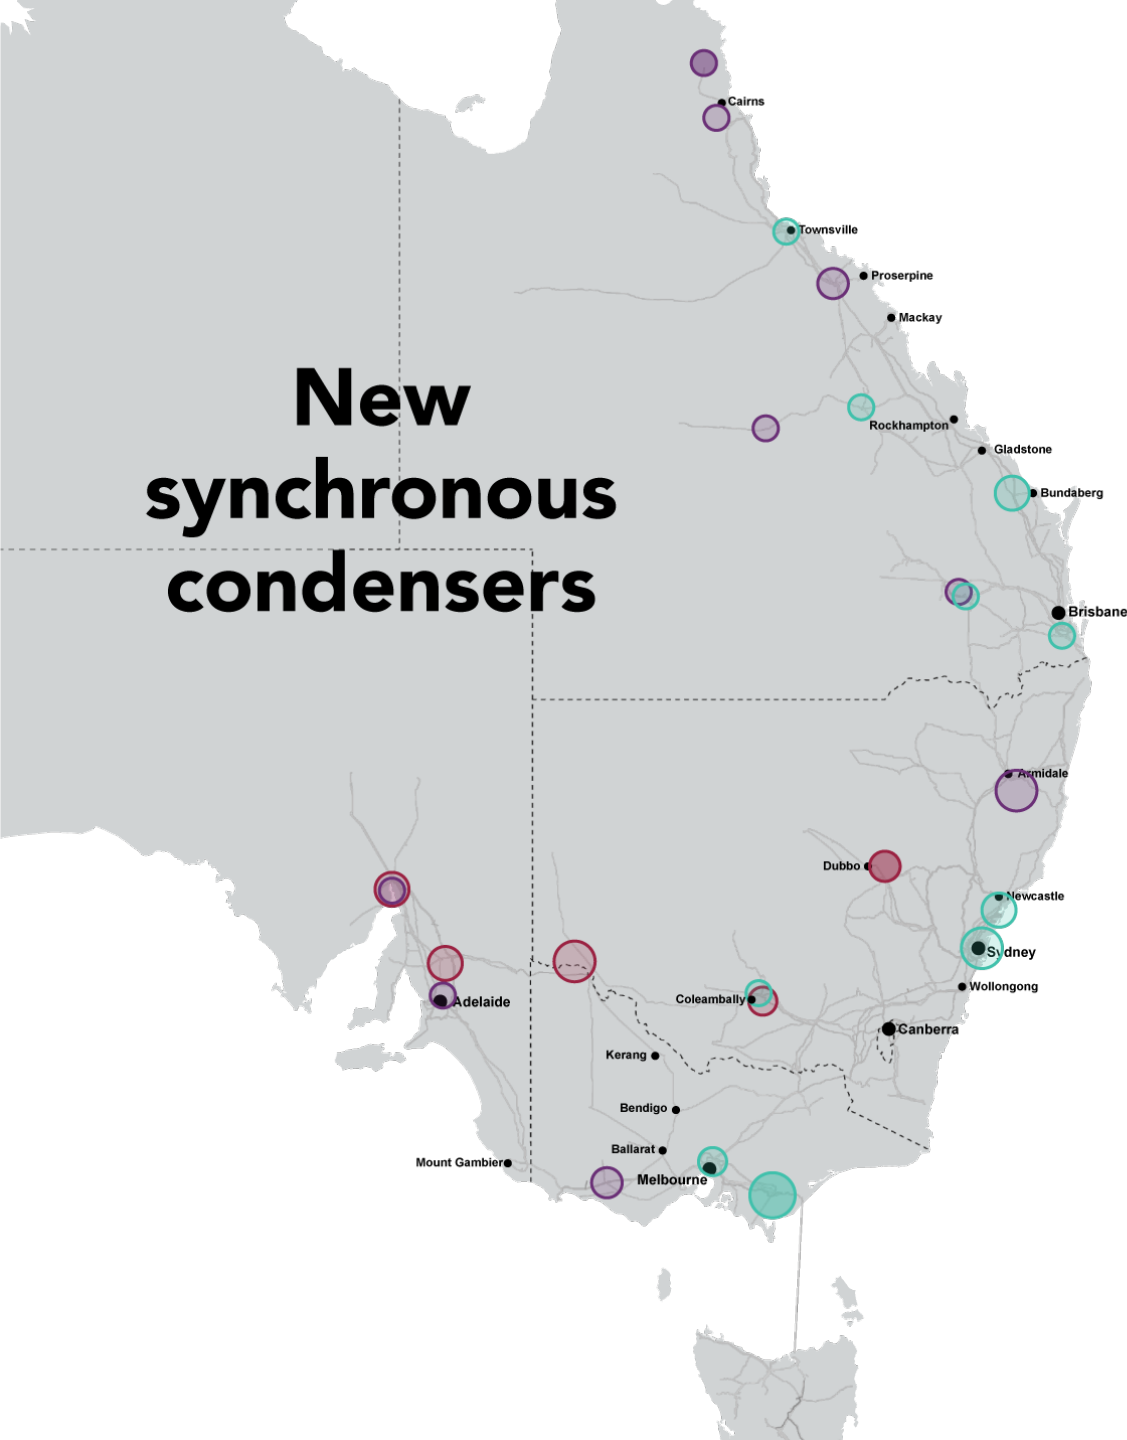 Cairns
Townsville
Proserpine
Mackay
New
synchronous
condensers
Rockhampton
Gladstone
Bundaberg
Brisbane
Armidale
Dubbo
Newcastle
Sydney
Wollongong
Coleambally
Adelaide
Canberra
Kerang
Bendigo
Ballarat
Mount Gambier
Melbourne